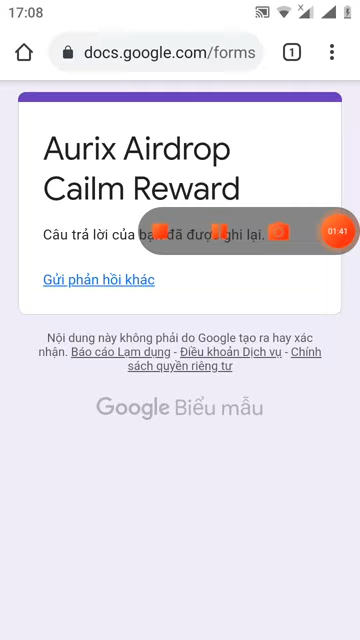 17:08
docs.google.com/forms
1
Aurix Airdrop
Cailm Reward
Câu trả lời của bạn đã được ghi lại.
01:41
Gửi phản hồi khác
Nội dung này không phải do Google tạo ra hay xác
nhận. Báo cáo Lạm dụng - Điều khoản Dịch vụ - Chính
sách quyền riêng tư
Google Biểu mẫu